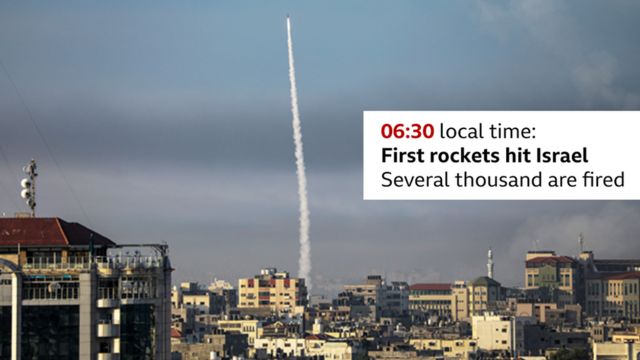 06:30 local time:
First rockets hit Israel
Several thousand are fired